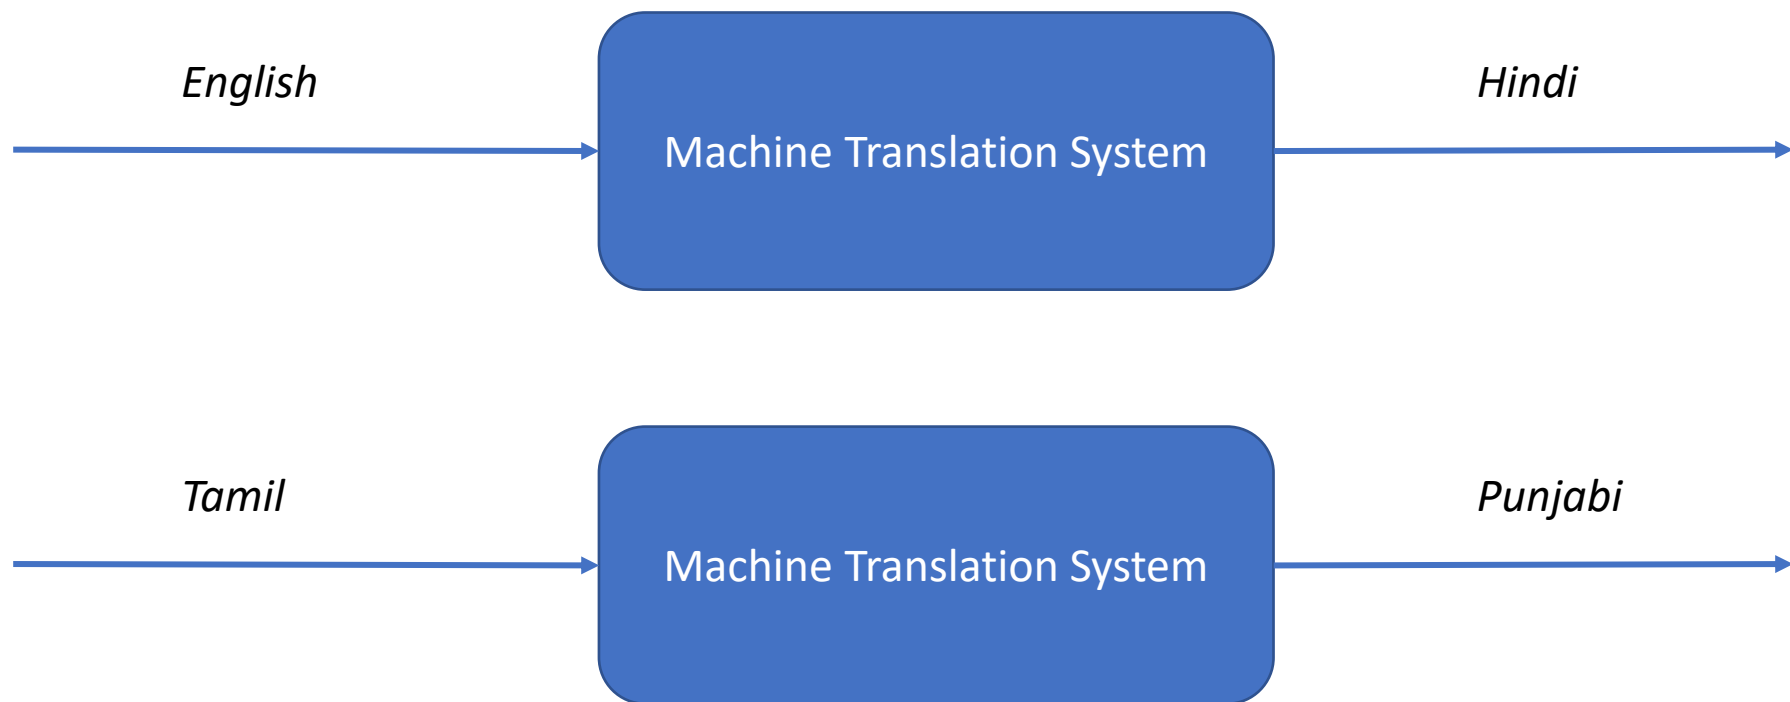 English
Machine Translation System
Hindi
Tamil
Machine Translation System
Punjabi